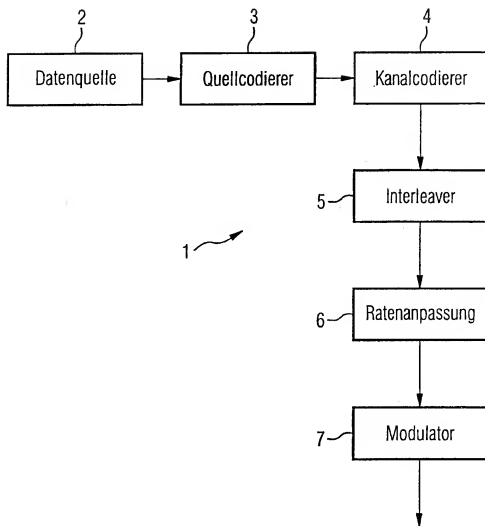 2 3 4
Datenquelle Quellcodierer Kanalcodierer
Interleaver
5
1
Ratenanpassung
6
Modulator
7